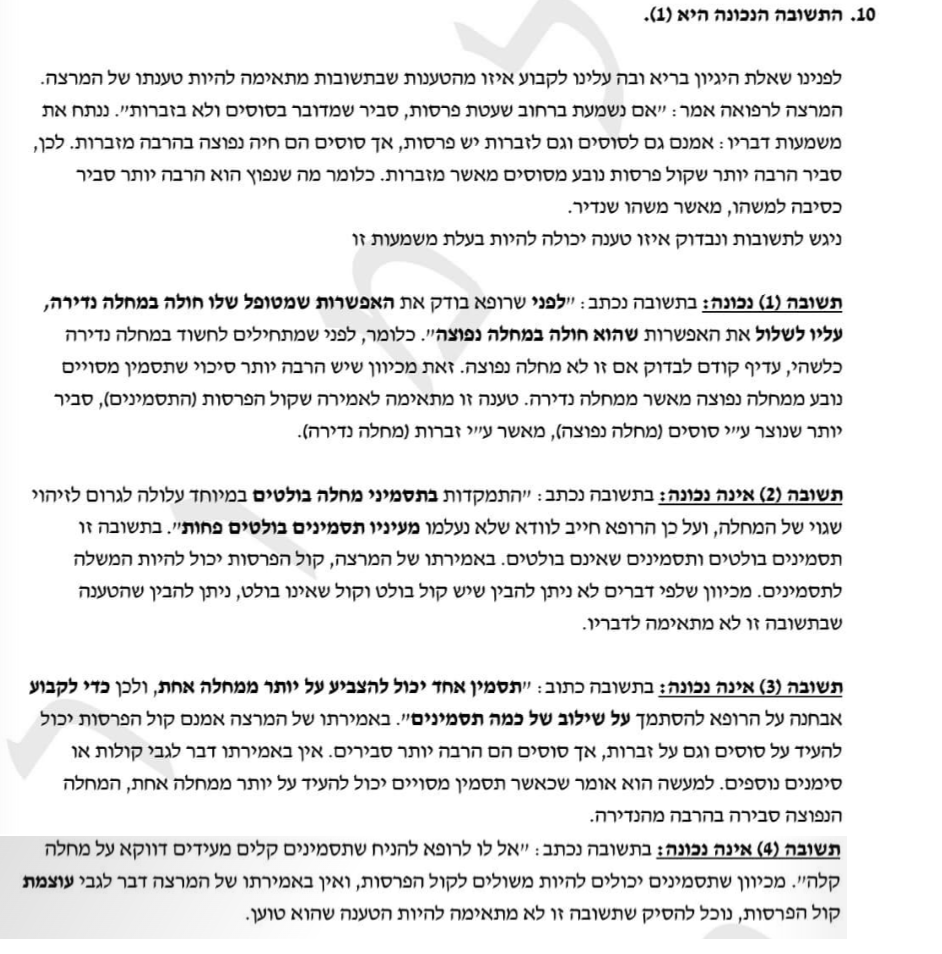 10. התשובה הנכונה היא (1).
לפנינו שאלת היגיון בריא ובה עלינו לקבוע איזו מהטענות שבתשובות מתאימה להיות טענתו של המרצה.
המרצה לרפואה אמר: ״אם נשמעת ברחוב שעטת פרסות, סביר שמדובר בסוסים ולא בזברות״. ננתח את
משמעות דבריו: אמנם גם לסוסים וגם לזברות יש פרסות, אך סוסים הם חיה נפוצה בהרבה מזברות. לכן,
סביר הרבה יותר שקול פרסות נובע מסוסים מאשר מזברות. כלומר מה שנפוץ הוא הרבה יותר סביר
כסיבה למשהו, מאשר משהו שנדיר.
ניגש לתשובות ונבדוק איזו טענה יכולה להיות בעלת משמעות זו
תשובה (1) נכונה: בתשובה נכתב: ״לפני שרופא בודק את האפשרות שמטופל שלו חולה במחלה נדירה,
עליו לשלול את האפשרות שהוא חולה במחלה נפוצה״. כלומר, לפני שמתחילים לחשוד במחלה נדירה
כלשהי, עדיף קודם לבדוק אם זו לא מחלה נפוצה. זאת מכיוון שיש הרבה יותר סיכוי שתסמין מסויים
נובע ממחלה נפוצה מאשר ממחלה נדירה. טענה זו מתאימה לאמירה שקול הפרסות (התסמינים), סביר
יותר שנוצר ע״י סוסים (מחלה נפוצה), מאשר ע״י זברות (מחלה נדירה).
תשובה (2) אינה נכונה: בתשובה נכתב: ״התמקדות בתסמיני מחלה בולטים במיוחד עלולה לגרום לזיהוי
שגוי של המחלה, ועל כן הרופא חייב לוודא שלא נעלמו מעיניו תסמינים בולטים פחות״. בתשובה זו
תסמינים בולטים ותסמינים שאינם בולטים. באמירתו של המרצה, קול הפרסות יכול להיות המשלה
לתסמינים. מכיוון שלפי דברים לא ניתן להבין שיש קול בולט וקול שאינו בולט, ניתן להבין שהטענה
שבתשובה זו לא מתאימה לדבריו.
תשובה (3) אינה נכונה: בתשובה כתוב: ״תסמין אחד יכול להצביע על יותר ממחלה אחת, ולכן כדי לקבוע
אבחנה על הרופא להסתמך על שילוב של כמה תסמינים״. באמירתו של המרצה אמנם קול הפרסות יכול
להעיד על סוסים וגם על זברות, אך סוסים הם הרבה יותר סבירים. אין באמירתו דבר לגבי קולות או
סימנים נוספים. למעשה הוא אומר שכאשר תסמין מסויים יכול להעיד על יותר ממחלה אחת, המחלה
הנפוצה סבירה בהרבה מהנדירה.
תשובה (4) אינה נכונה: בתשובה נכתב: ״אל לו לרופא להניח שתסמינים קלים מעידים דווקא על מחלה
קלה״. מכיוון שתסמינים יכולים להיות משולים לקול הפרסות, ואין באמירתו של המרצה דבר לגבי עוצמת
קול הפרסות, נוכל להסיק שתשובה זו לא מתאימה להיות הטענה שהוא טוען.